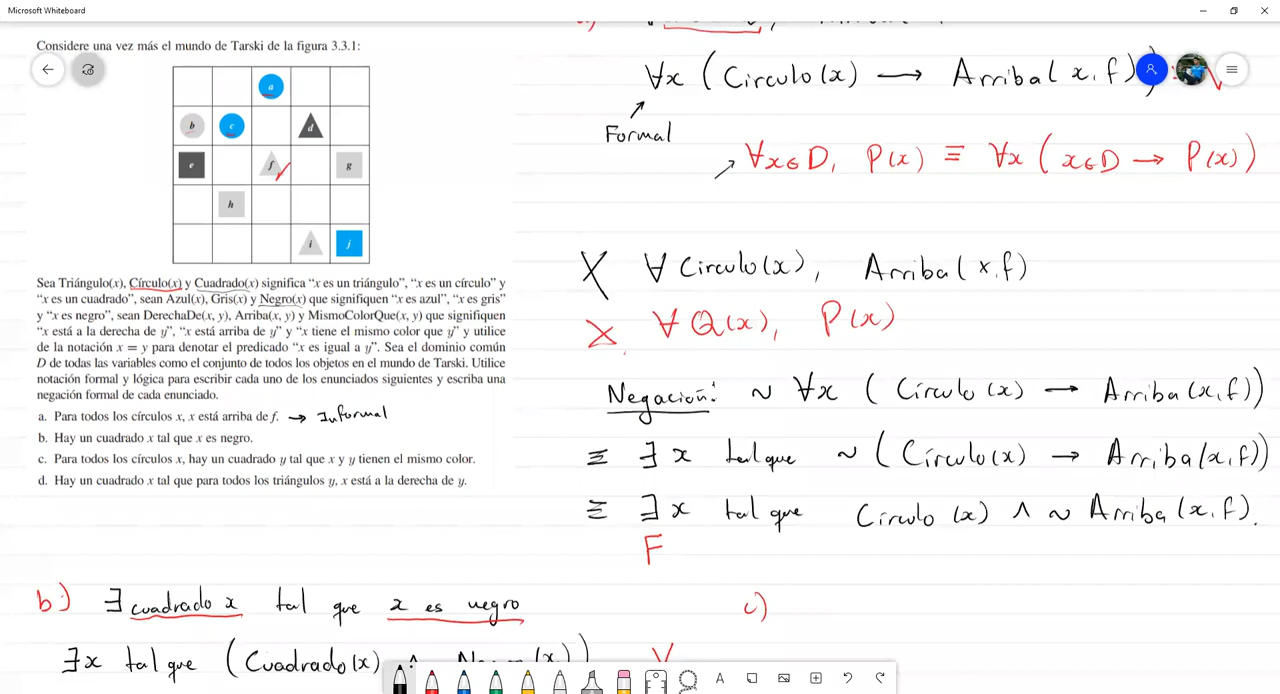 Microsoft Whiteboard
Considere una vez más el mundo de Tarski de la figura 3.3.1:
a
b c d
e f g
h
i j
Sea Triángulo(x), Círculo(x) y Cuadrado(x) significa “x es un triángulo”, “x es un círculo” y
“x es un cuadrado”, sean Azul(x), Gris(x) y Negro(x) que signifiquen “x es azul”, “x es gris”
y “x es negro”, sean DerechaDe(x, y), Arriba(x, y) y MismoColorQue(x, y) que signifiquen
“x está a la derecha de y”, “x está arriba de y” y “x tiene el mismo color que y” y utilice
de la notación x = y para denotar el predicado “x es igual a y”. Sea el dominio común
D de todas las variables como el conjunto de todos los objetos en el mundo de Tarski. Utilice
notación formal y lógica para escribir cada uno de los enunciados siguientes y escriba una
negación formal de cada enunciado.
a. Para todos los círculos x, x está arriba de f. → Informal
b. Hay un cuadrado x tal que x es negro.
c. Para todos los círculos x, hay un cuadrado y tal que x y y tienen el mismo color.
d. Hay un cuadrado x tal que para todos los triángulos y, x está a la derecha de y.
∀x (Círculo(x) → Arriba(x,f))
Formal
∀x∈D, P(x) ≡ ∀x (x∈D → P(x))
X ∀ Círculo(x), Arriba(x,f)
X ∀ Q(x), P(x)
Negación: ~ ∀x (Círculo(x) → Arriba(x,f))
≡ ∃x tal que ~(Círculo(x) → Arriba(x,f))
≡ ∃x tal que Círculo(x) ∧ ~Arriba(x,f).
F
b) ∃ cuadrado x tal que x es negro
∃x tal que (Cuadrado(x)
V
c)